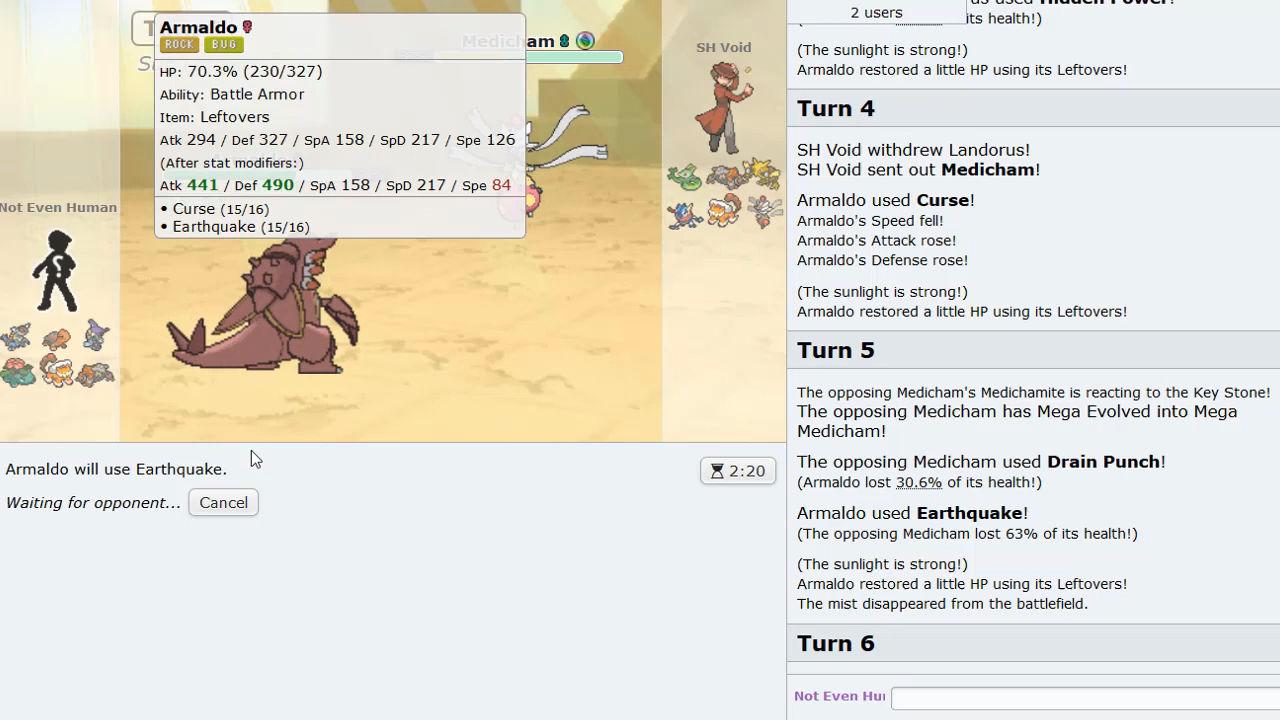 Armaldo
ROCK BUG
HP: 70.3% (230/327)
Ability: Battle Armor
Item: Leftovers
Atk 294 / Def 327 / SpA 158 / SpD 217 / Spe 126
(After stat modifiers:)
Atk 441 / Def 490 / SpA 158 / SpD 217 / Spe 84
• Curse (15/16)
• Earthquake (15/16)
Medicham
SH Void
Not Even Human
Armaldo will use Earthquake.
2:20
Waiting for opponent... Cancel
2 users
its health!)
(The sunlight is strong!)
Armaldo restored a little HP using its Leftovers!
Turn 4
SH Void withdrew Landorus!
SH Void sent out Medicham!
Armaldo used Curse!
Armaldo's Speed fell!
Armaldo's Attack rose!
Armaldo's Defense rose!
(The sunlight is strong!)
Armaldo restored a little HP using its Leftovers!
Turn 5
The opposing Medicham's Medichamite is reacting to the Key Stone!
The opposing Medicham has Mega Evolved into Mega
Medicham!
The opposing Medicham used Drain Punch!
(Armaldo lost 30.6% of its health!)
Armaldo used Earthquake!
(The opposing Medicham lost 63% of its health!)
(The sunlight is strong!)
Armaldo restored a little HP using its Leftovers!
The mist disappeared from the battlefield.
Turn 6
Not Even Hu